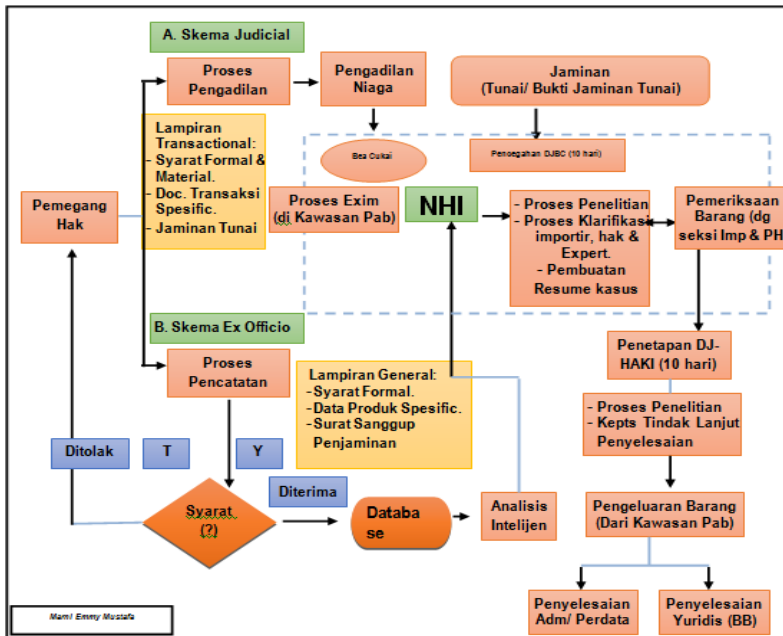 A. Skema Judicial
Proses
Pengadilan
Pengadilan
Niaga
Jaminan
(Tunai/ Bukti Jaminan Tunai)
Lampiran
Transactional:
- Syarat Formal &
Material.
- Doc. Transaksi
Spesific.
- Jaminan Tunai
Bea Cukai
Pencegahan DJBC (10 hari)
Pemegang
Hak
Proses Exim
(di Kawasan Pab)
NHI
- Proses Penelitian
- Proses Klarifikasi
importir, hak &
Expert.
- Pembuatan
Resume kasus
Pemeriksaan
Barang (dg
seksi Imp & PH
B. Skema Ex Officio
Proses
Pencatatan
Lampiran General:
- Syarat Formal.
- Data Produk Spesific.
- Surat Sanggup
Penjaminan
Penetapan DJ-
HAKI (10 hari)
- Proses Penelitian
- Kepts Tindak Lanjut
Penyelesaian
Ditolak
T
Y
Syarat
(?)
Diterima
Databa
se
Analisis
Intelijen
Pengeluaran Barang
(Dari Kawasan Pab)
Penyelesaian
Adm/ Perdata
Penyelesaian
Yuridis (BB)
Marni Emmy Mustafa